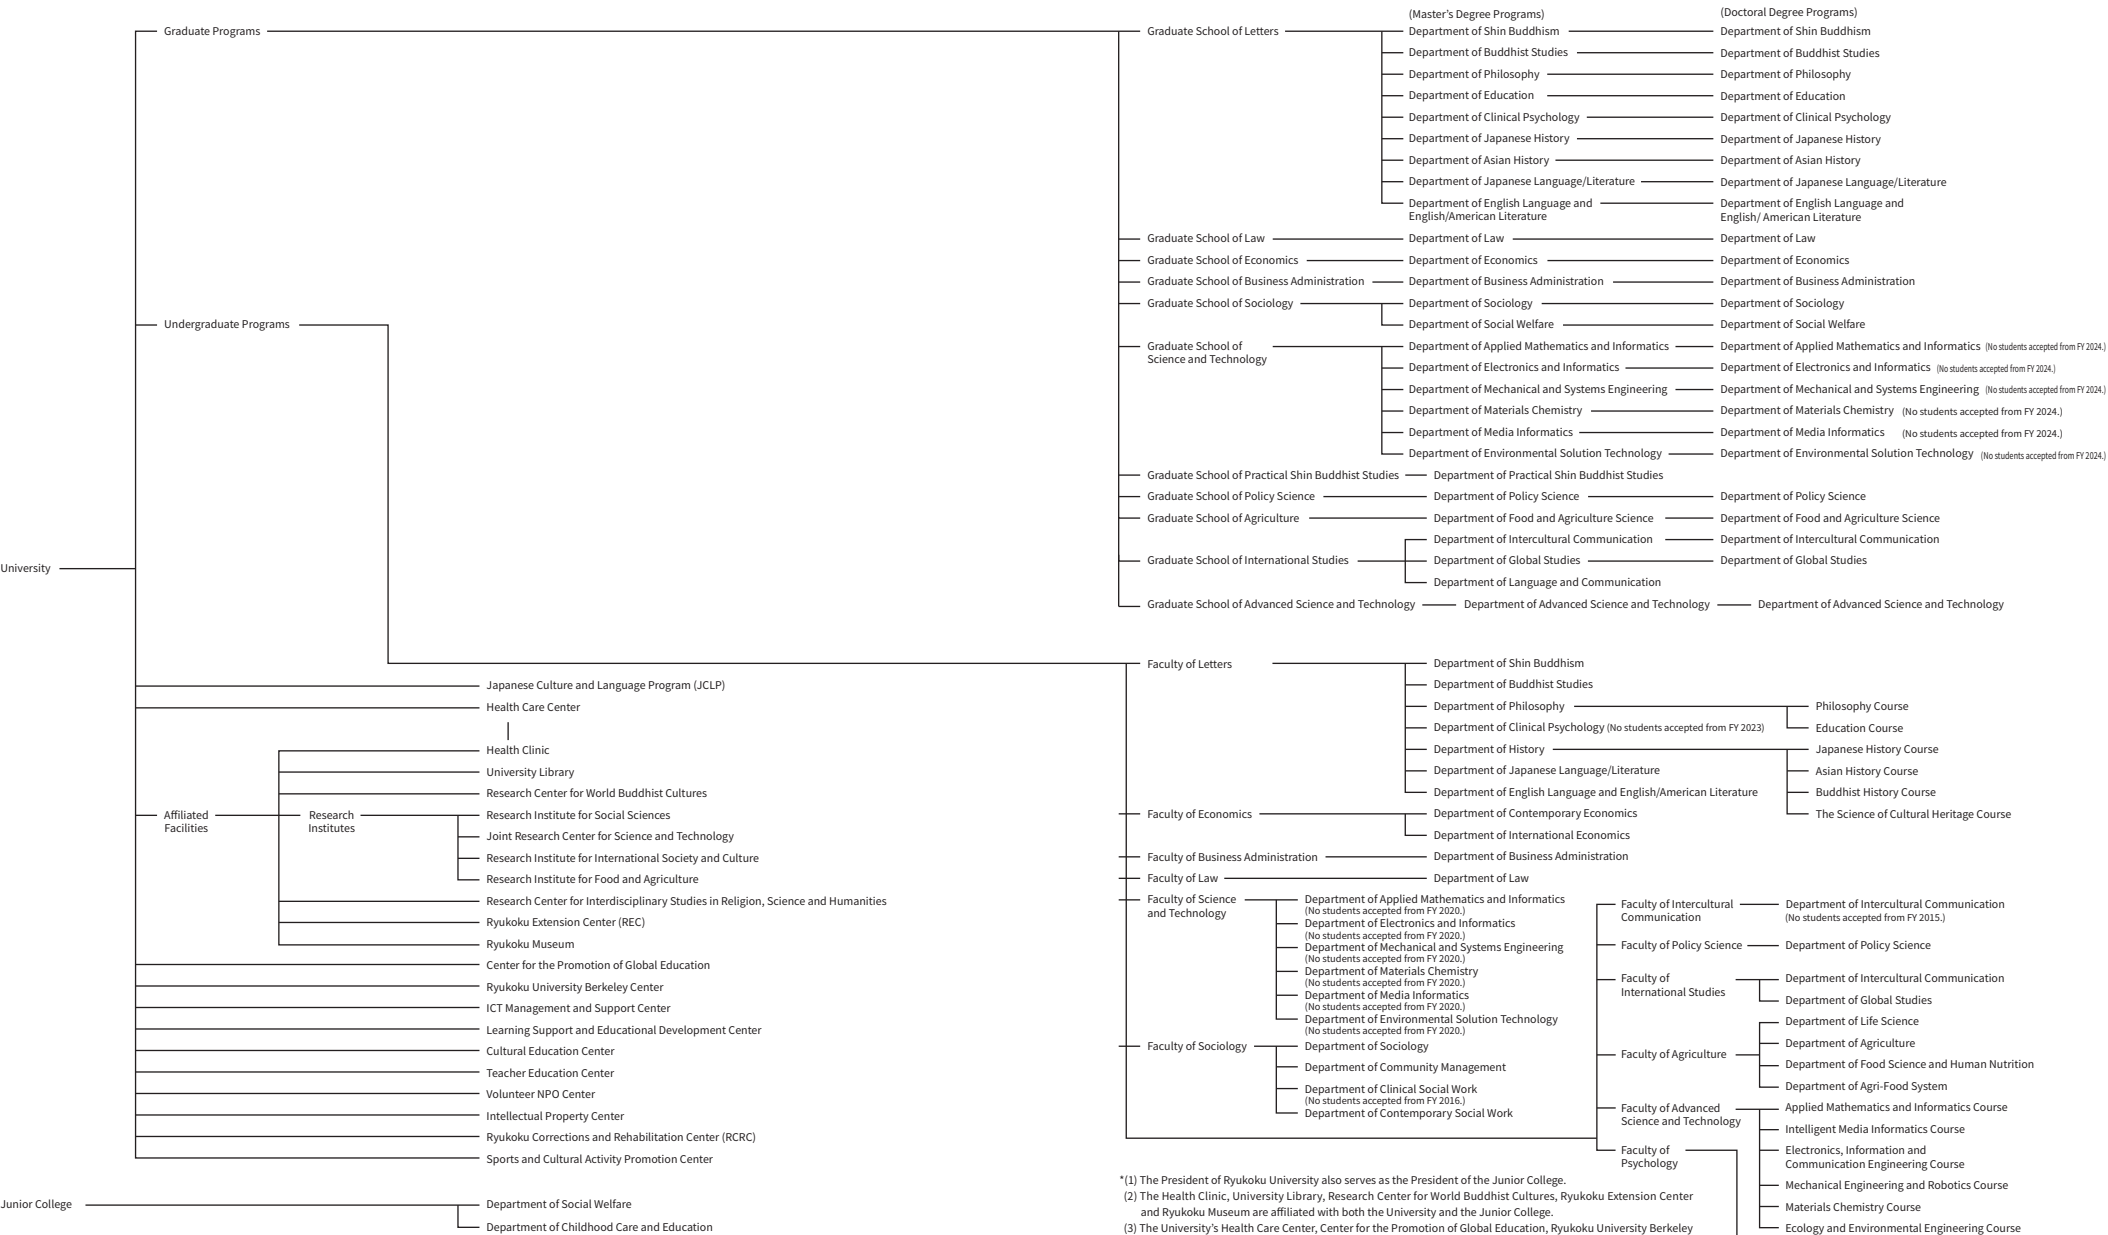 (Master's Degree Programs)
(Doctoral Degree Programs)
Graduate Programs
Graduate School of Letters
Department of Shin Buddhism
Department of Shin Buddhism
Department of Buddhist Studies
Department of Buddhist Studies
Department of Philosophy
Department of Philosophy
Department of Education
Department of Education
Department of Clinical Psychology
Department of Clinical Psychology
Department of Japanese History
Department of Japanese History
Department of Asian History
Department of Asian History
Department of Japanese Language/Literature
Department of Japanese Language/Literature
Department of English Language and
English/American Literature
Department of English Language and
English/ American Literature
Graduate School of Law
Department of Law
Department of Law
Graduate School of Economics
Department of Economics
Department of Economics
Graduate School of Business Administration
Department of Business Administration
Department of Business Administration
Graduate School of Sociology
Department of Sociology
Department of Sociology
Department of Social Welfare
Department of Social Welfare
Graduate School of
Science and Technology
Department of Applied Mathematics and Informatics
Department of Applied Mathematics and Informatics (No students accepted from FY 2024.)
Department of Electronics and Informatics
Department of Electronics and Informatics (No students accepted from FY 2024.)
Department of Mechanical and Systems Engineering
Department of Mechanical and Systems Engineering (No students accepted from FY 2024.)
Department of Materials Chemistry
Department of Materials Chemistry (No students accepted from FY 2024.)
Department of Media Informatics
Department of Media Informatics (No students accepted from FY 2024.)
Department of Environmental Solution Technology
Department of Environmental Solution Technology (No students accepted from FY 2024.)
Graduate School of Practical Shin Buddhist Studies
Department of Practical Shin Buddhist Studies
Graduate School of Policy Science
Department of Policy Science
Department of Policy Science
Graduate School of Agriculture
Department of Food and Agriculture Science
Department of Food and Agriculture Science
Graduate School of International Studies
Department of Intercultural Communication
Department of Intercultural Communication
Department of Global Studies
Department of Global Studies
Department of Language and Communication
Graduate School of Advanced Science and Technology
Department of Advanced Science and Technology
Department of Advanced Science and Technology
Undergraduate Programs
University
Faculty of Letters
Department of Shin Buddhism
Department of Buddhist Studies
Department of Philosophy
Philosophy Course
Education Course
Department of Clinical Psychology (No students accepted from FY 2023)
Department of History
Japanese History Course
Asian History Course
Buddhist History Course
The Science of Cultural Heritage Course
Department of Japanese Language/Literature
Department of English Language and English/American Literature
Faculty of Economics
Department of Contemporary Economics
Department of International Economics
Faculty of Business Administration
Department of Business Administration
Faculty of Law
Department of Law
Faculty of Science
and Technology
Department of Applied Mathematics and Informatics
(No students accepted from FY 2020.)
Department of Electronics and Informatics
(No students accepted from FY 2020.)
Department of Mechanical and Systems Engineering
(No students accepted from FY 2020.)
Department of Materials Chemistry
(No students accepted from FY 2020.)
Department of Media Informatics
(No students accepted from FY 2020.)
Department of Environmental Solution Technology
(No students accepted from FY 2020.)
Faculty of Sociology
Department of Sociology
Department of Community Management
Department of Clinical Social Work
(No students accepted from FY 2016.)
Department of Contemporary Social Work
Faculty of Intercultural
Communication
Department of Intercultural Communication
(No students accepted from FY 2015.)
Faculty of Policy Science
Department of Policy Science
Faculty of
International Studies
Department of Intercultural Communication
Department of Global Studies
Faculty of Agriculture
Department of Life Science
Department of Agriculture
Department of Food Science and Human Nutrition
Department of Agri-Food System
Faculty of Advanced
Science and Technology
Applied Mathematics and Informatics Course
Intelligent Media Informatics Course
Electronics, Information and
Communication Engineering Course
Mechanical Engineering and Robotics Course
Materials Chemistry Course
Ecology and Environmental Engineering Course
Faculty of
Psychology
Japanese Culture and Language Program (JCLP)
Health Care Center
Health Clinic
University Library
Research Center for World Buddhist Cultures
Affiliated
Facilities
Research
Institutes
Research Institute for Social Sciences
Joint Research Center for Science and Technology
Research Institute for International Society and Culture
Research Institute for Food and Agriculture
Research Center for Interdisciplinary Studies in Religion, Science and Humanities
Ryukoku Extension Center (REC)
Ryukoku Museum
Center for the Promotion of Global Education
Ryukoku University Berkeley Center
ICT Management and Support Center
Learning Support and Educational Development Center
Cultural Education Center
Teacher Education Center
Volunteer NPO Center
Intellectual Property Center
Ryukoku Corrections and Rehabilitation Center (RCRC)
Sports and Cultural Activity Promotion Center
Junior College
Department of Social Welfare
Department of Childhood Care and Education
*(1) The President of Ryukoku University also serves as the President of the Junior College.
(2) The Health Clinic, University Library, Research Center for World Buddhist Cultures, Ryukoku Extension Center
and Ryukoku Museum are affiliated with both the University and the Junior College.
(3) The University's Health Care Center, Center for the Promotion of Global Education, Ryukoku University Berkeley